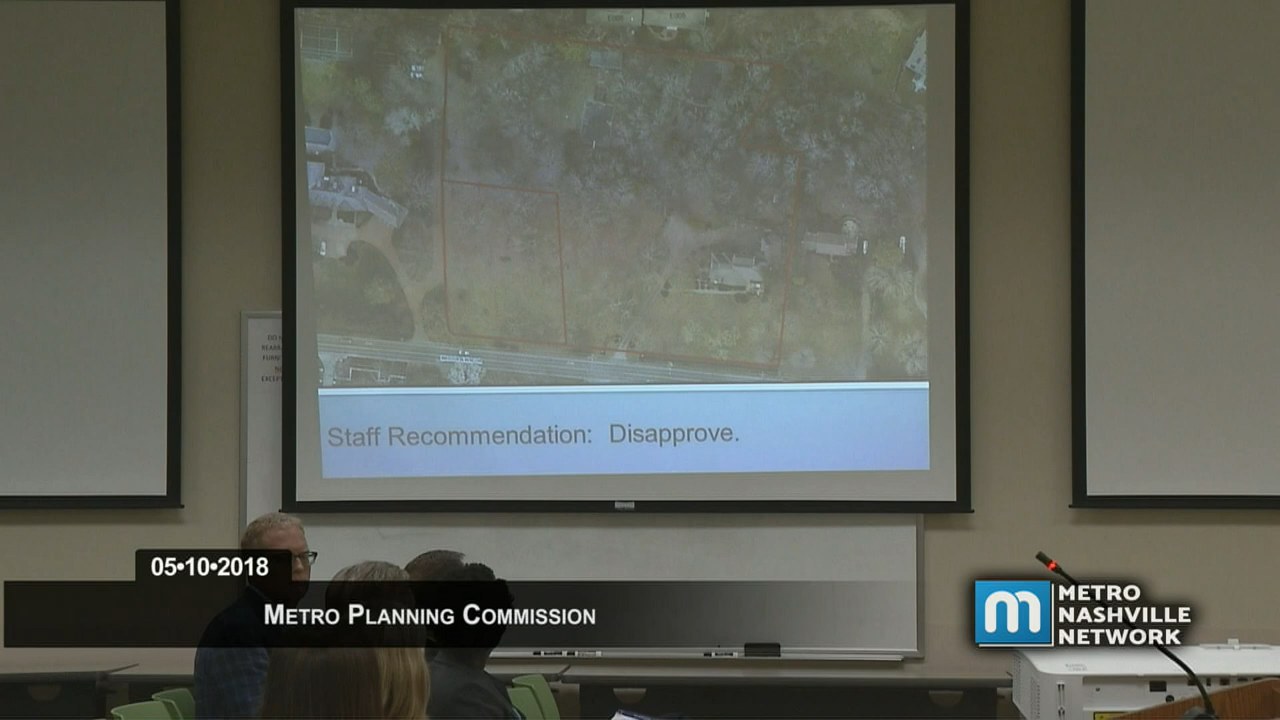 Staff Recommendation: Disapprove.
05•10•2018
METRO PLANNING COMMISSION
m
METRO
NASHVILLE
NETWORK